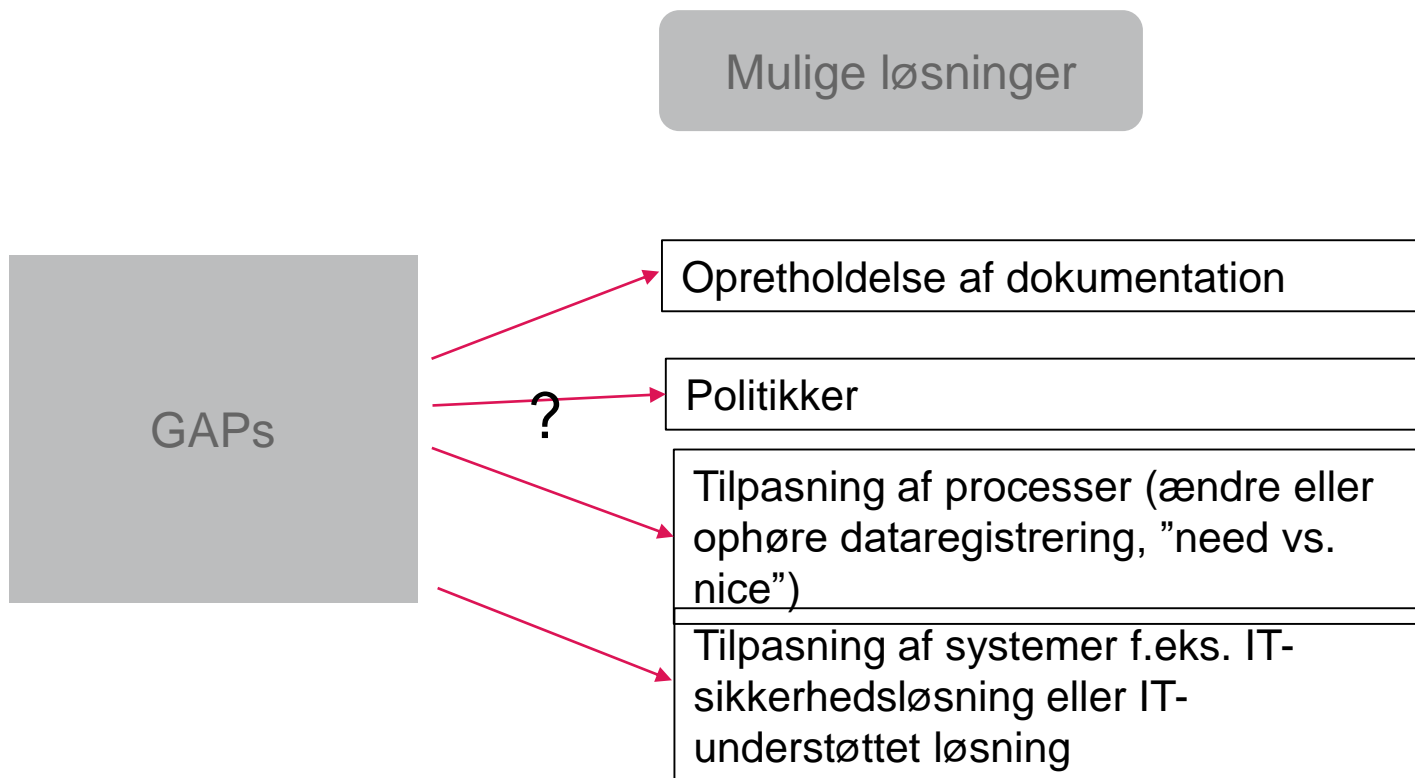 Mulige løsninger
Opretholdelse af dokumentation
GAPs
?
Politikker
Tilpasning af processer (ændre eller
ophøre dataregistrering, ”need vs.
nice”)
Tilpasning af systemer f.eks. IT-
sikkerhedsløsning eller IT-
understøttet løsning